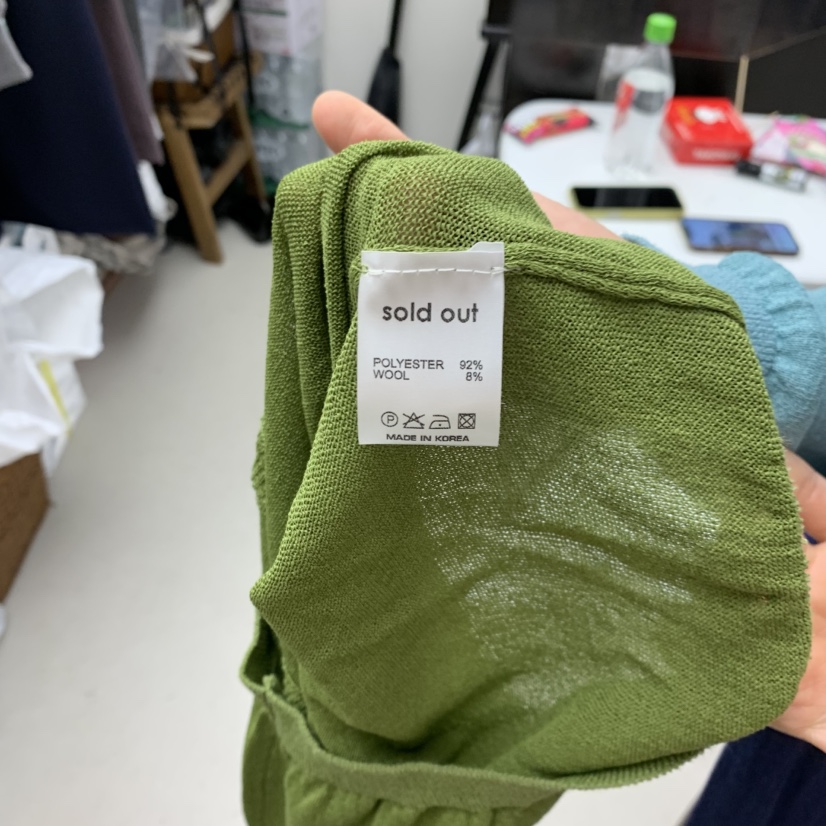 sold out
POLYESTER 92%
WOOL 8%
P
MADE IN KOREA